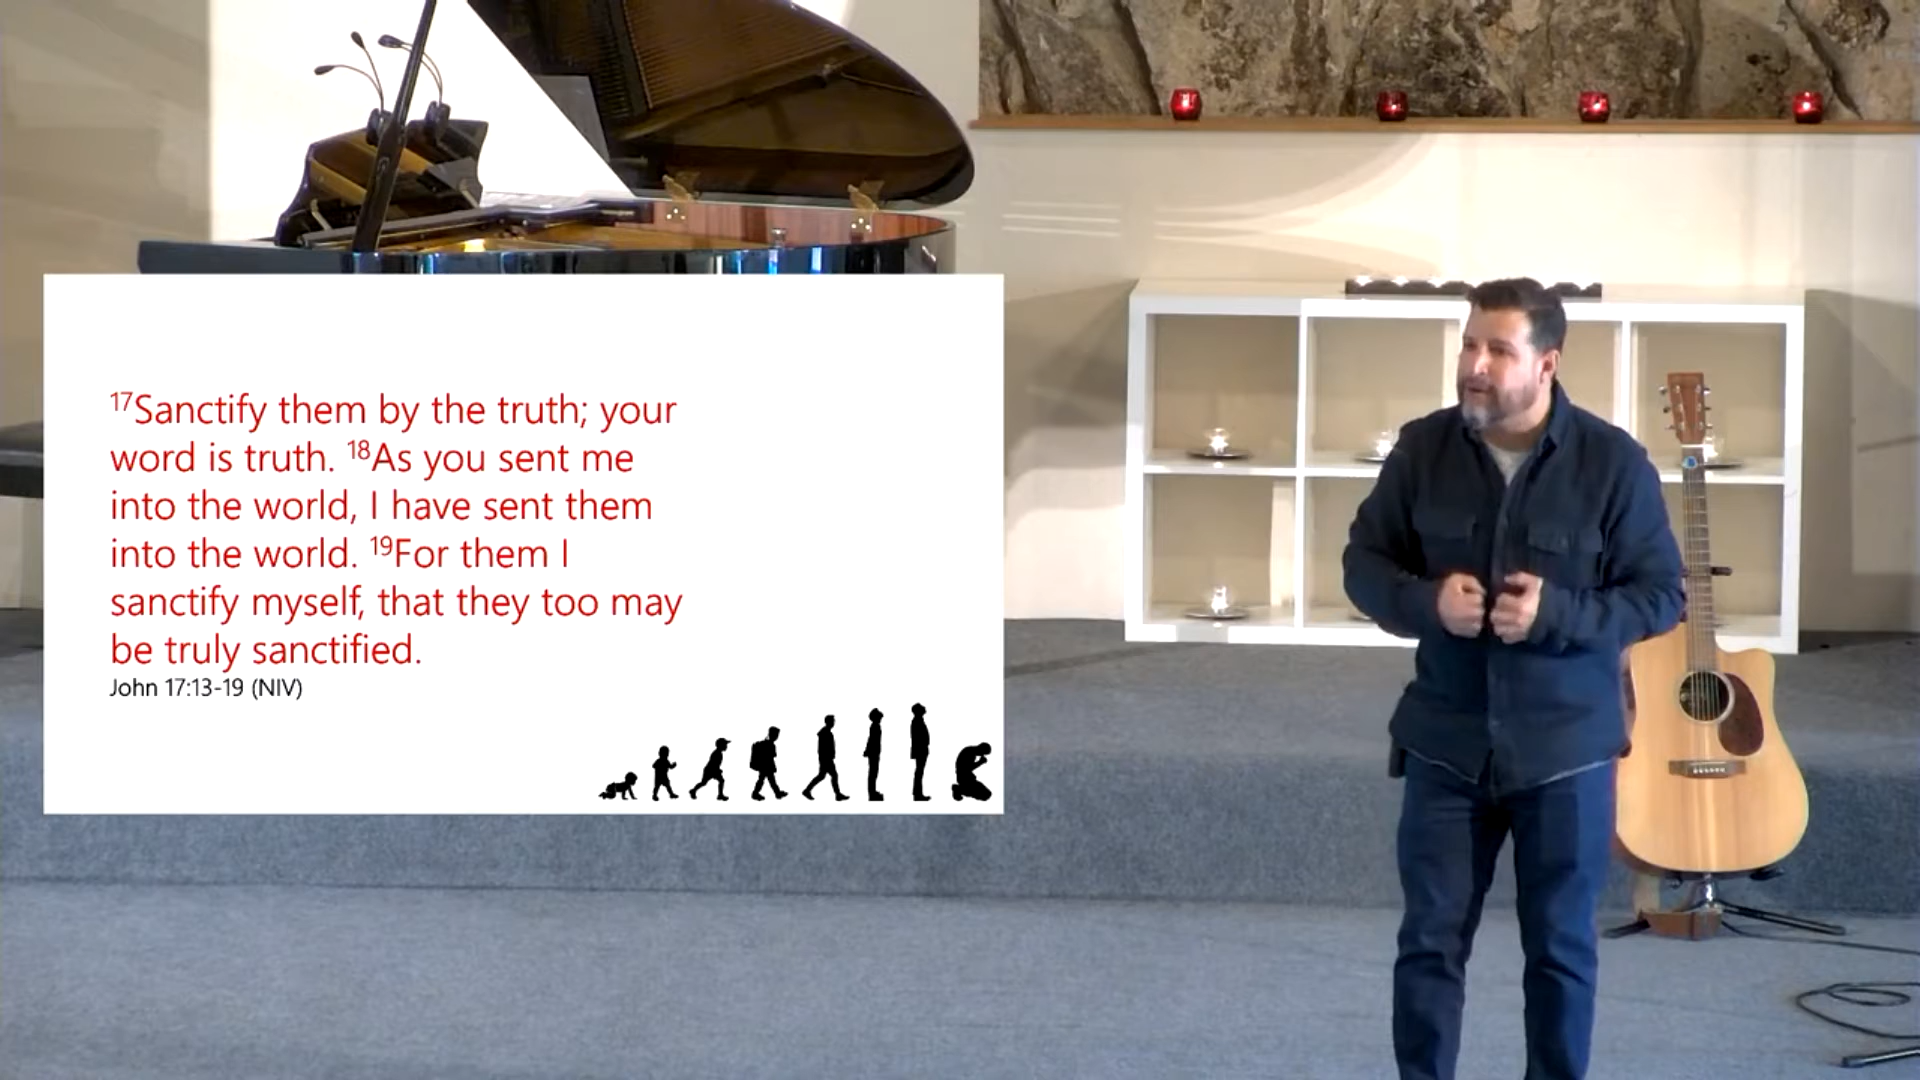 ¹⁷Sanctify them by the truth; your
word is truth. ¹⁸As you sent me
into the world, I have sent them
into the world. ¹⁹For them I
sanctify myself, that they too may
be truly sanctified.
John 17:13-19 (NIV)